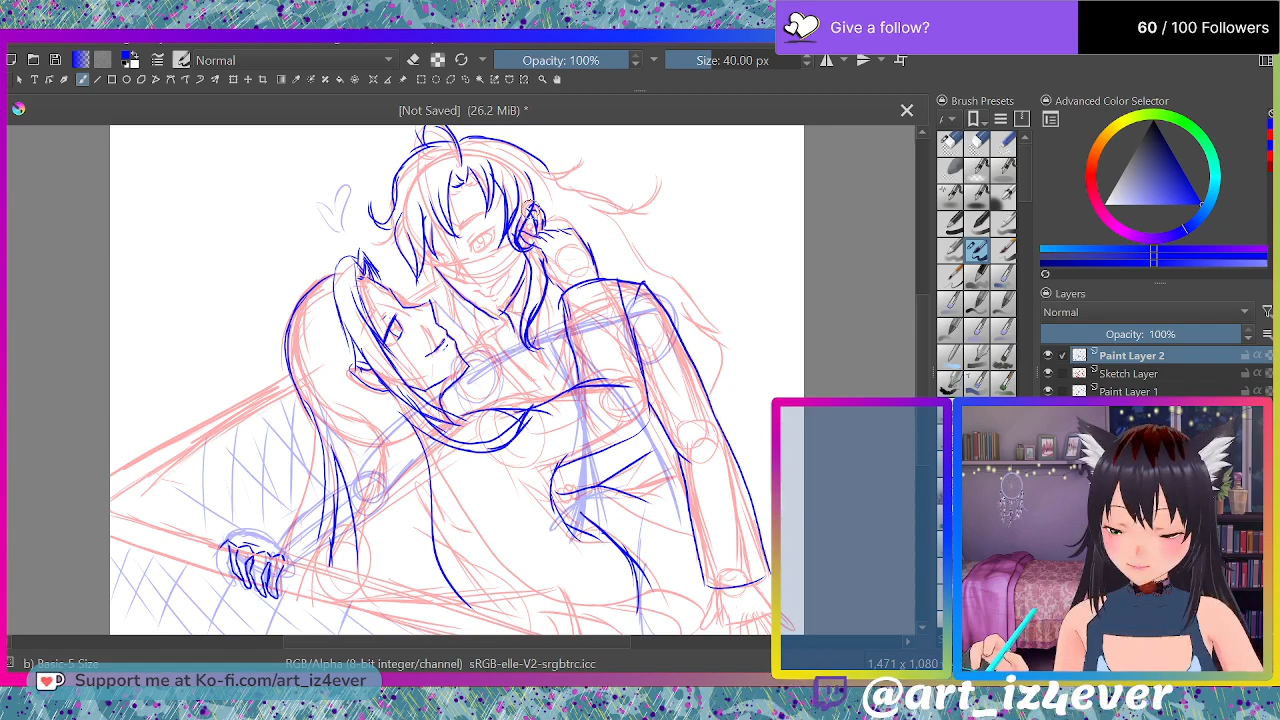 Give a follow?
60 / 100 Followers
Normal
Opacity: 100%
Size: 40.00 px
[Not Saved] (26.2 MiB) *
Brush Presets
Advanced Color Selector
Layers
Normal
Opacity: 100%
Paint Layer 2
Sketch Layer
Paint Layer 1
b) Basic-5 Size
RGB/Alpha (8-bit integer/channel) sRGB-elle-V2-srgbtrc.icc
1,471 x 1,080
Support me at Ko-fi.com/art_iz4ever
@art_iz4ever